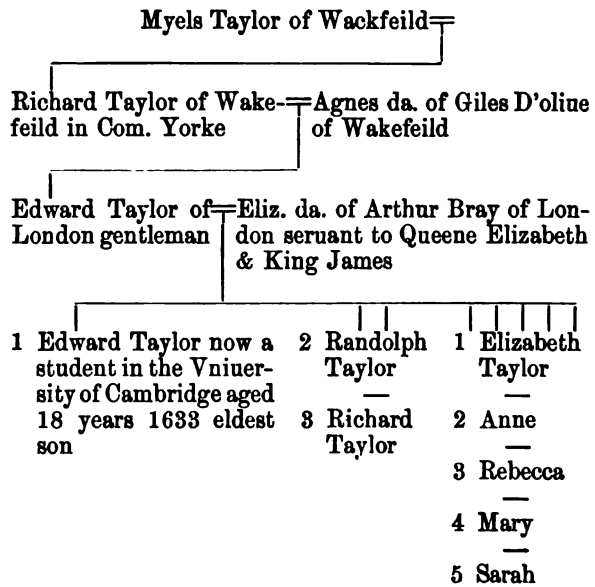 Myels Taylor of Wackfeild
Richard Taylor of Wake-
feild in Com. Yorke
Agnes da. of Giles D'oliue
of Wakefeild
Edward Taylor of
London gentleman
Eliz. da. of Arthur Bray of Lon-
don seruant to Queene Elizabeth
& King James
1 Edward Taylor now a
student in the Vniuer-
sity of Cambridge aged
18 years 1633 eldest
son
2 Randolph
Taylor
3 Richard
Taylor
1 Elizabeth
Taylor
2 Anne
3 Rebecca
4 Mary
5 Sarah